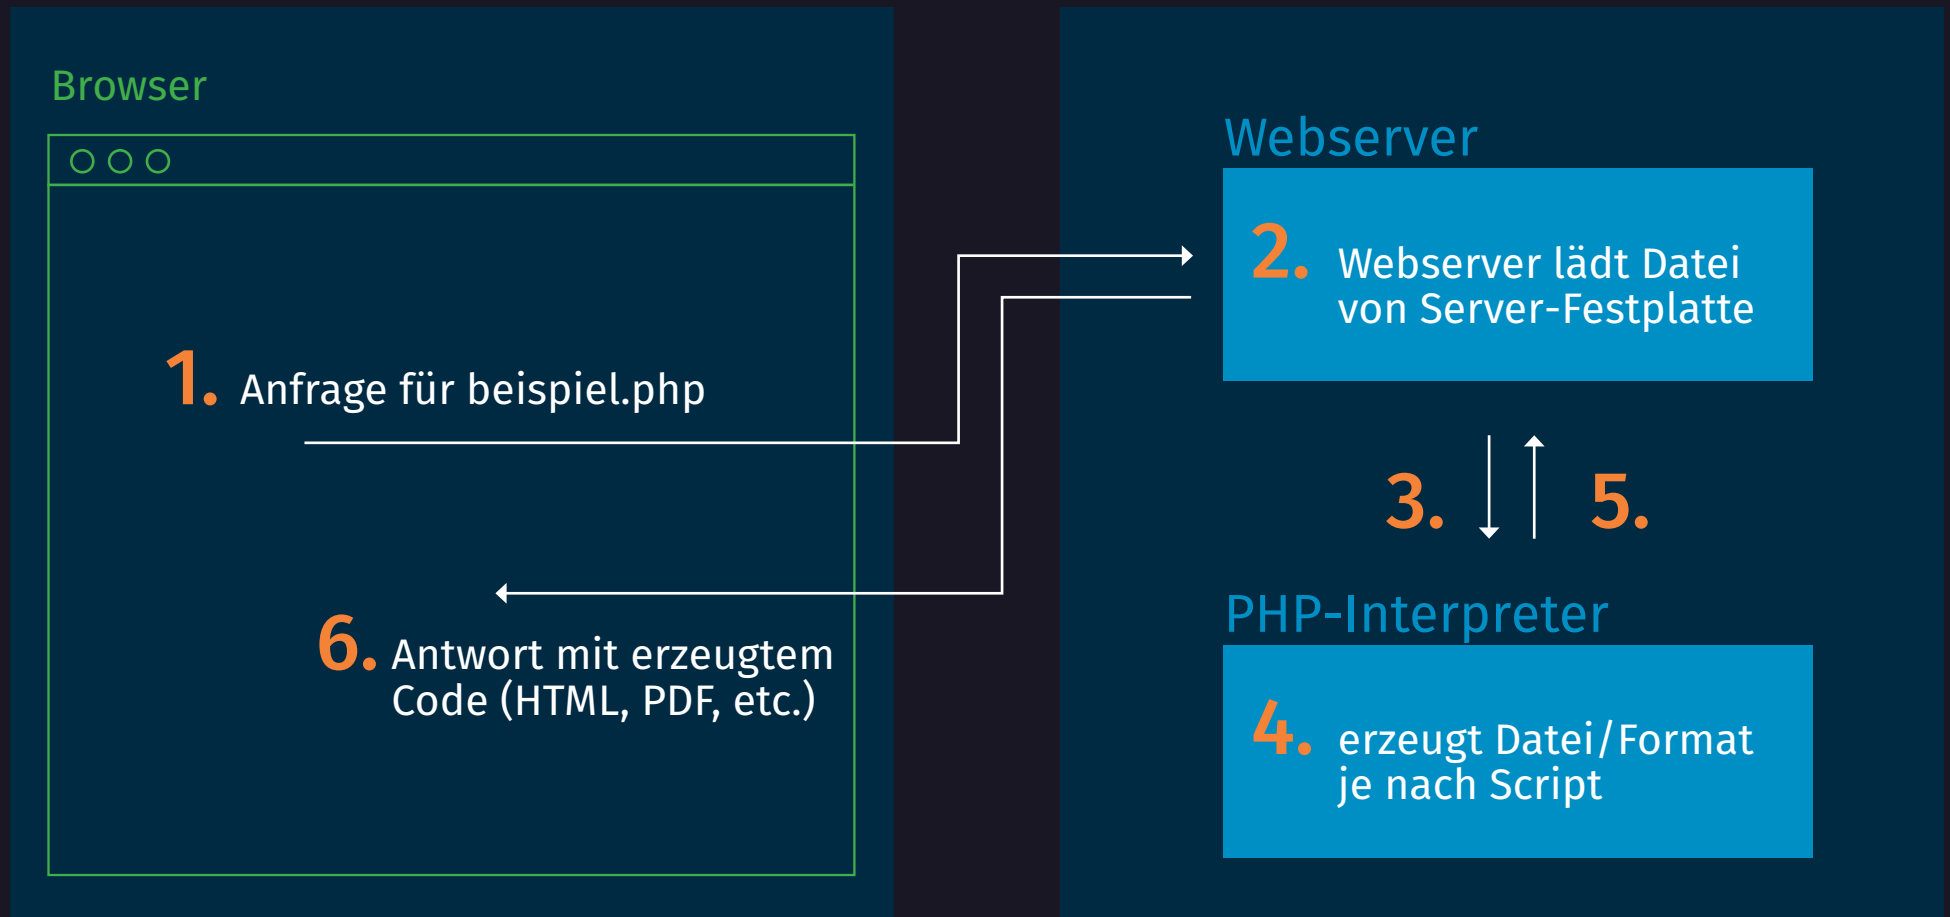 Browser
1. Anfrage für beispiel.php
6. Antwort mit erzeugtem
Code (HTML, PDF, etc.)
Webserver
2. Webserver lädt Datei
von Server-Festplatte
3. 5.
PHP-Interpreter
4. erzeugt Datei/Format
je nach Script